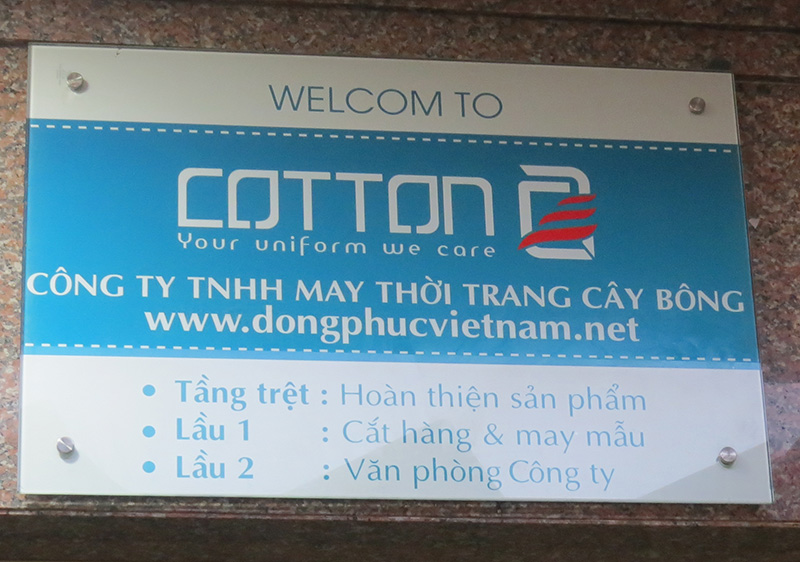 WELCOM TO
COTTON
Your uniform we care
CÔNG TY TNHH MAY THỜI TRANG CÂY BÔNG
www.dongphucvietnam.net
• Tầng trệt : Hoàn thiện sản phẩm
• Lầu 1 : Cắt hàng & may mẫu
• Lầu 2 : Văn phòng Công ty